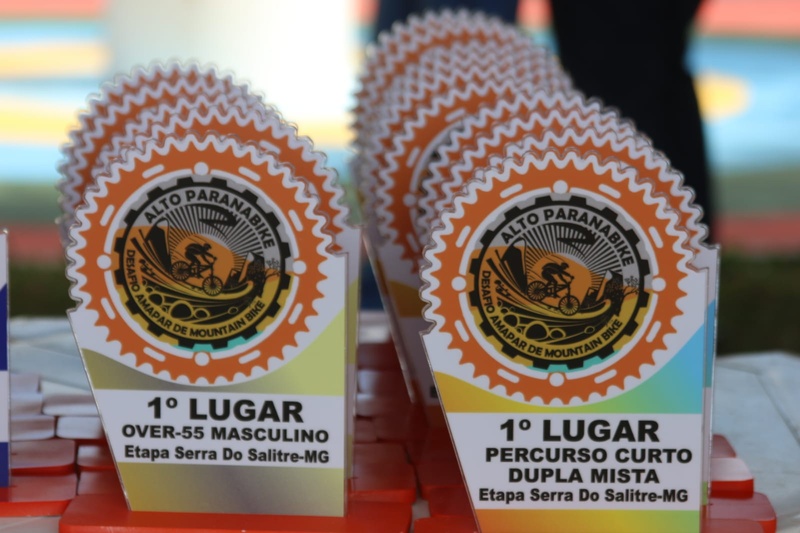 ALTO PARANABIKE
DESAFIO AMAPAR DE MOUNTAIN BIKE
1º LUGAR
OVER-55 MASCULINO
Etapa Serra Do Salitre-MG
ALTO PARANABIKE
DESAFIO AMAPAR DE MOUNTAIN BIKE
1º LUGAR
PERCURSO CURTO
DUPLA MISTA
Etapa Serra Do Salitre-MG